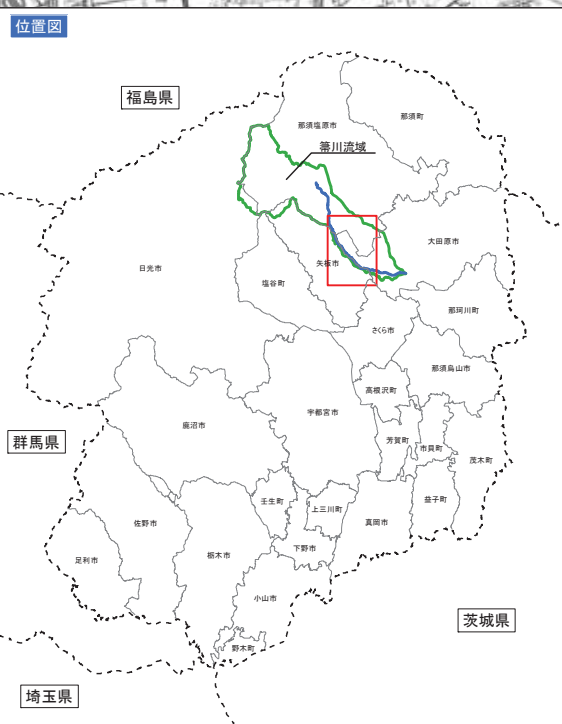 位置図
福島県
那須町
那須塩原市
箒川流域
大田原市
矢板市
日光市
塩谷町
那珂川町
さくら市
那須烏山市
高根沢町
宇都宮市
鹿沼市
芳賀町
市貝町
茂木町
群馬県
益子町
壬生町
上三川町
真岡市
佐野市
下野市
栃木市
足利市
小山市
茨城県
野木町
埼玉県